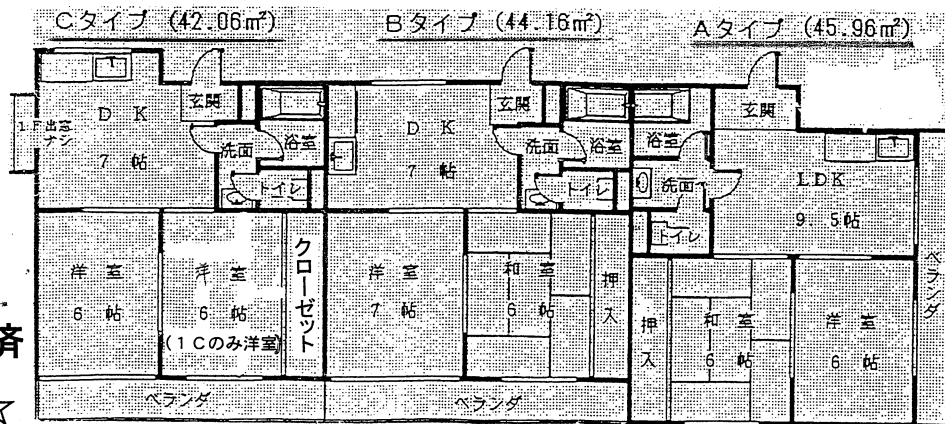 Cタイプ (42.06㎡)
DK
7 帖
1F出窓
ナシ
玄関
洗面
浴室
トイレ
洋 室
6 帖
洋 室
6 帖
(1Cのみ洋室)
クローゼット
ベランダ
Bタイプ (44.16㎡)
DK
7 帖
玄関
洗面
浴室
トイレ
洋 室
7 帖
和 室
6 帖
押入
ベランダ
Aタイプ (45.96㎡)
玄関
浴室
洗面
トイレ
LDK
9.5帖
押入
和 室
6 帖
洋 室
6 帖
ベランダ
済
☆